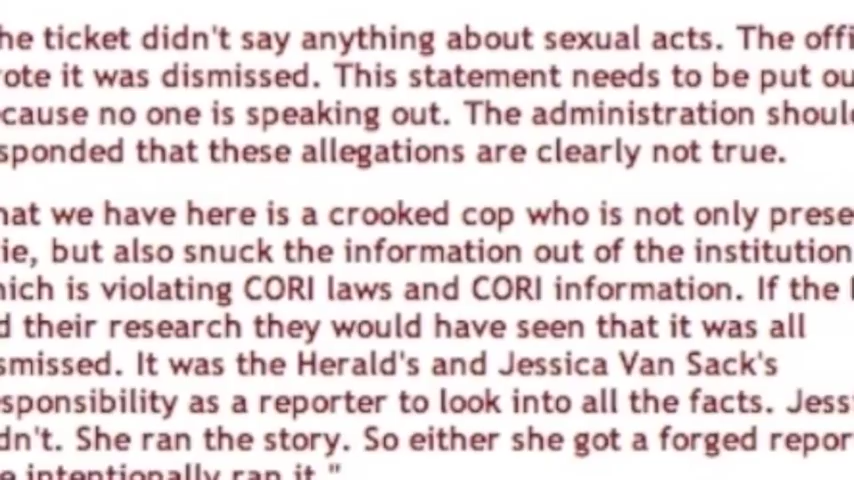 he ticket didn't say anything about sexual acts. The offi
ote it was dismissed. This statement needs to be put ou
cause no one is speaking out. The administration shoul
sponded that these allegations are clearly not true.
hat we have here is a crooked cop who is not only prese
ie, but also snuck the information out of the institution
hich is violating CORI laws and CORI information. If the
d their research they would have seen that it was all
smissed. It was the Herald's and Jessica Van Sack's
sponsibility as a reporter to look into all the facts. Jess
dn't. She ran the story. So either she got a forged repor
e intentionally ran it."